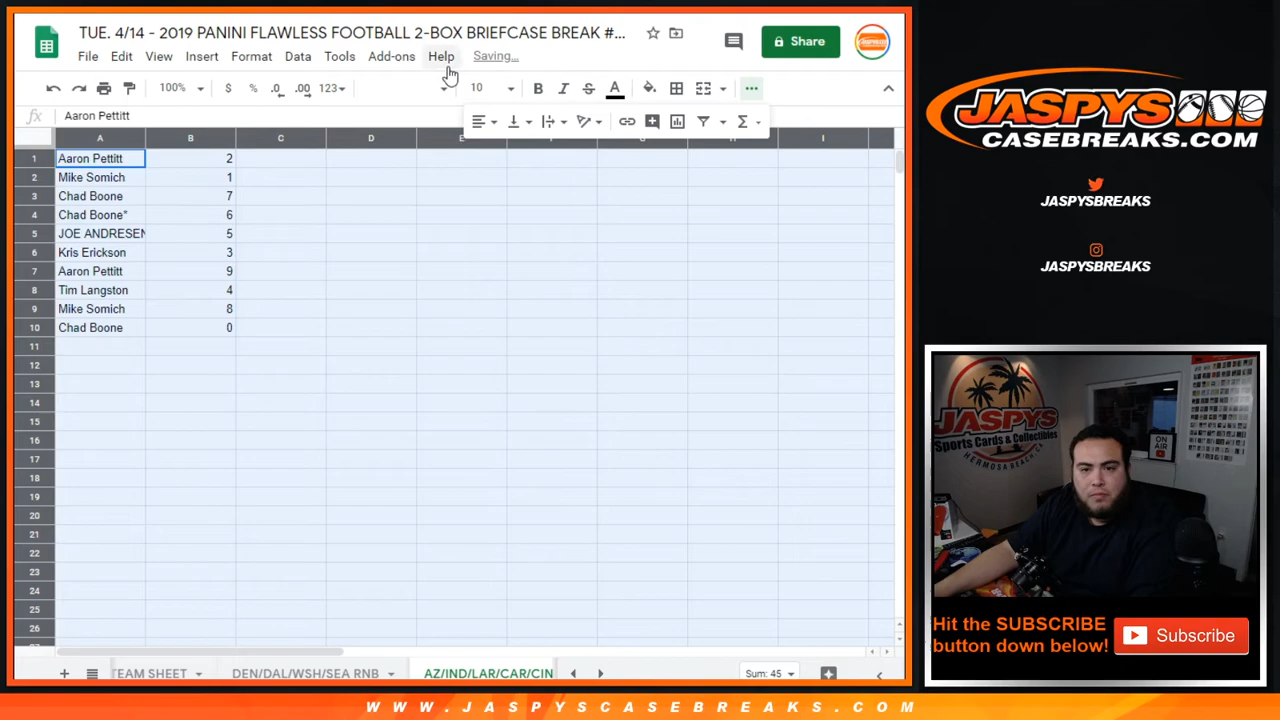 TUE. 4/14 - 2019 PANINI FLAWLESS FOOTBALL 2-BOX BRIEFCASE BREAK #...
Share
File Edit View Insert Format Data Tools Add-ons Help Saving...
100% $ % .0 .00 123 10 B I S A
fx Aaron Pettitt
A B C D I
1 Aaron Pettitt 2
2 Mike Somich 1
3 Chad Boone 7
4 Chad Boone* 6
5 JOE ANDRESEN 5
6 Kris Erickson 3
7 Aaron Pettitt 9
8 Tim Langston 4
9 Mike Somich 8
10 Chad Boone 0
11
12
13
14
15
16
17
18
19
20
21
22
23
24
25
26
TEAM SHEET DEN/DAL/WSH/SEA RNB AZ/IND/LAR/CAR/CIN Sum: 45
JASPYS
CASEBREAKS.COM
JASPYSBREAKS
JASPYSBREAKS
JASPYS
Sports Cards & Collectibles
HERMOSA BEACH, CA
ON
AIR
Hit the SUBSCRIBE
button down below!
Subscribe
WWW.JASPYSCASEBREAKS.COM